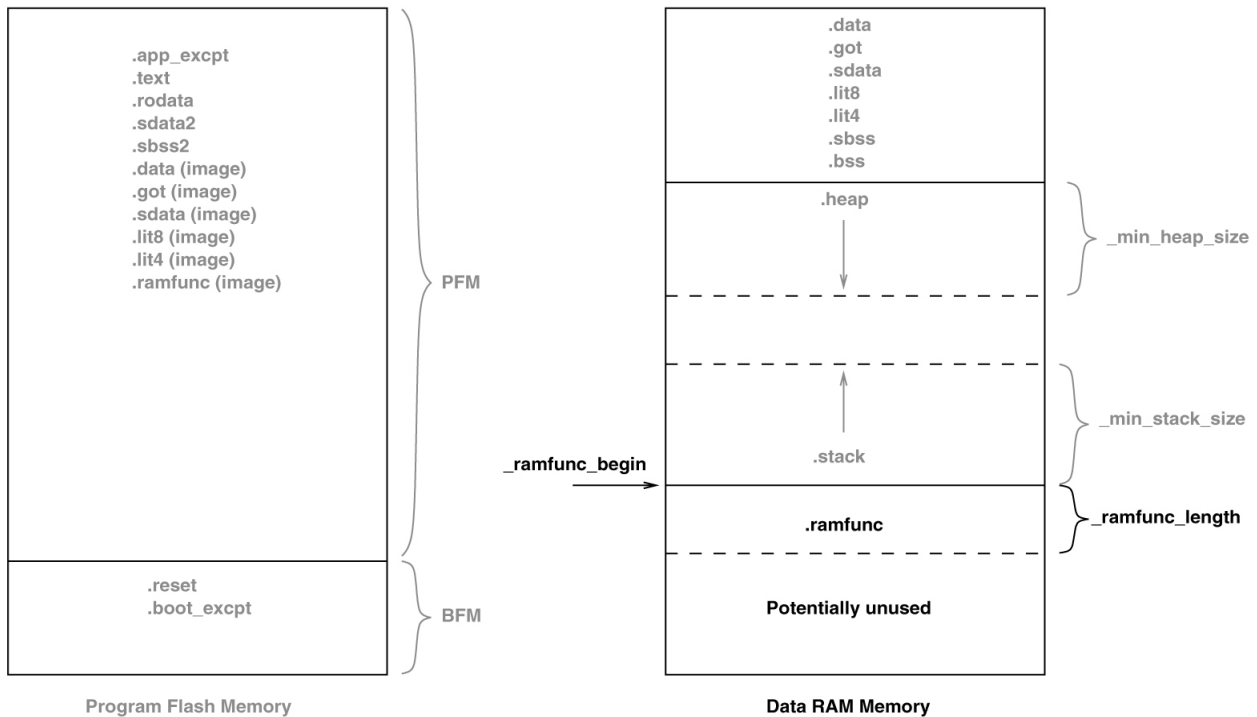 .app_excpt
.text
.rodata
.sdata2
.sbss2
.data (image)
.got (image)
.sdata (image)
.lit8 (image)
.lit4 (image)
.ramfunc (image)
PFM
.reset
.boot_excpt
BFM
Program Flash Memory
.data
.got
.sdata
.lit8
.lit4
.sbss
.bss
.heap
_min_heap_size
_min_stack_size
.stack
_ramfunc_begin
.ramfunc
_ramfunc_length
Potentially unused
Data RAM Memory